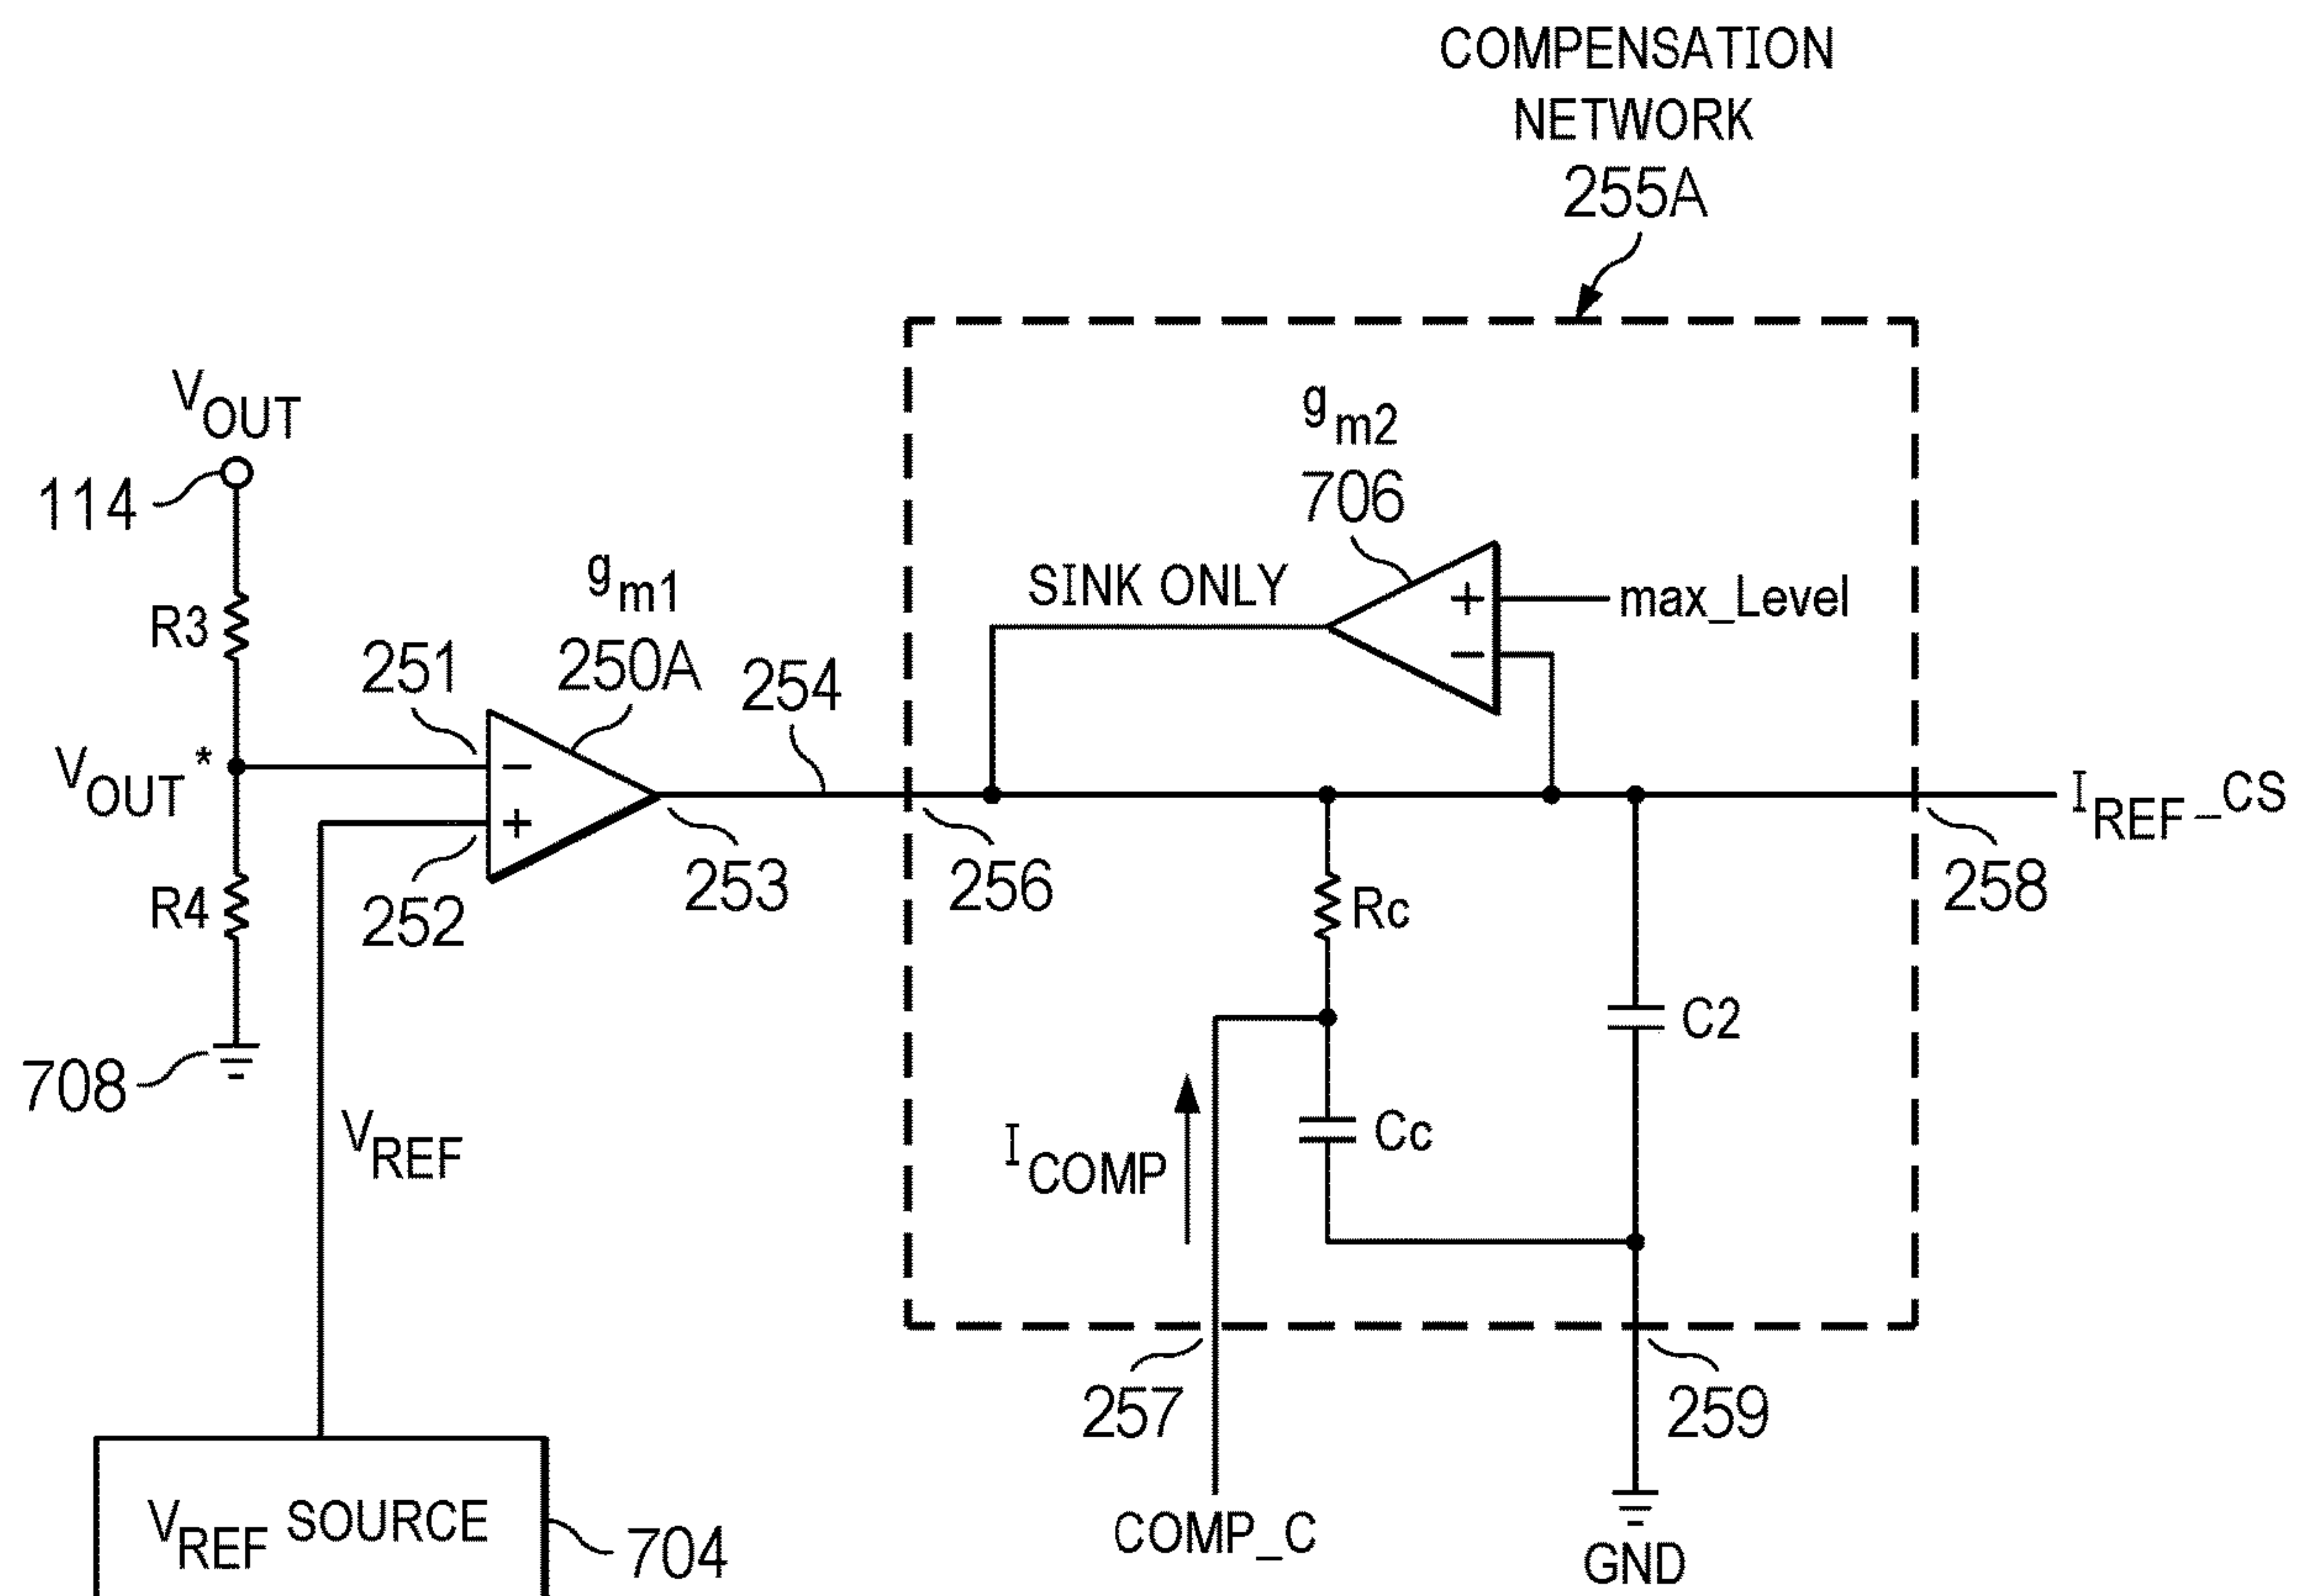 COMPENSATION
NETWORK
255A
VOUT
114
gm2
706
SINK ONLY
+
max_Level
−
gm1
250A
R3
251
254
VOUT*
−
+
IREF_CS
252
253
256
258
R4
Rc
C2
708
VREF
ICOMP
Cc
257
259
VREF SOURCE
704
COMP_C
GND